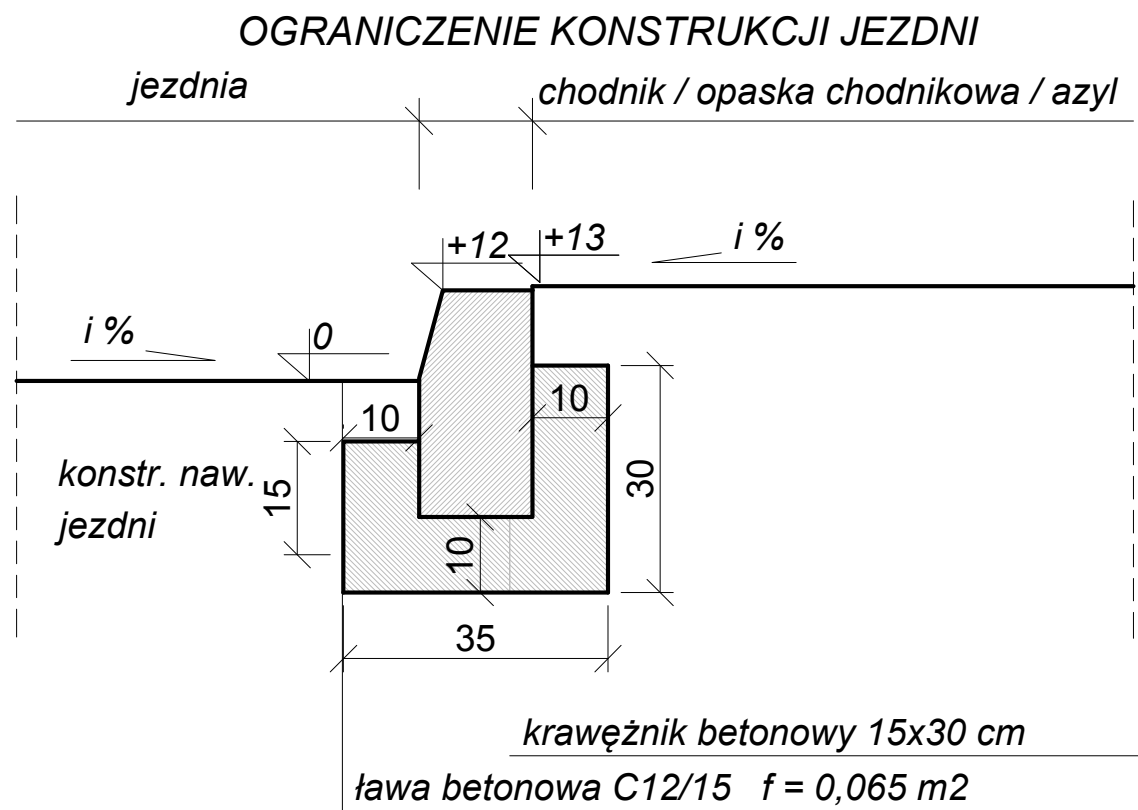 OGRANICZENIE KONSTRUKCJI JEZDNI
jezdnia
chodnik / opaska chodnikowa / azyl
+12
+13
i %
i %
0
10
10
konstr. naw.
jezdni
15
30
10
35
krawężnik betonowy 15x30 cm
ława betonowa C12/15 f = 0,065 m2